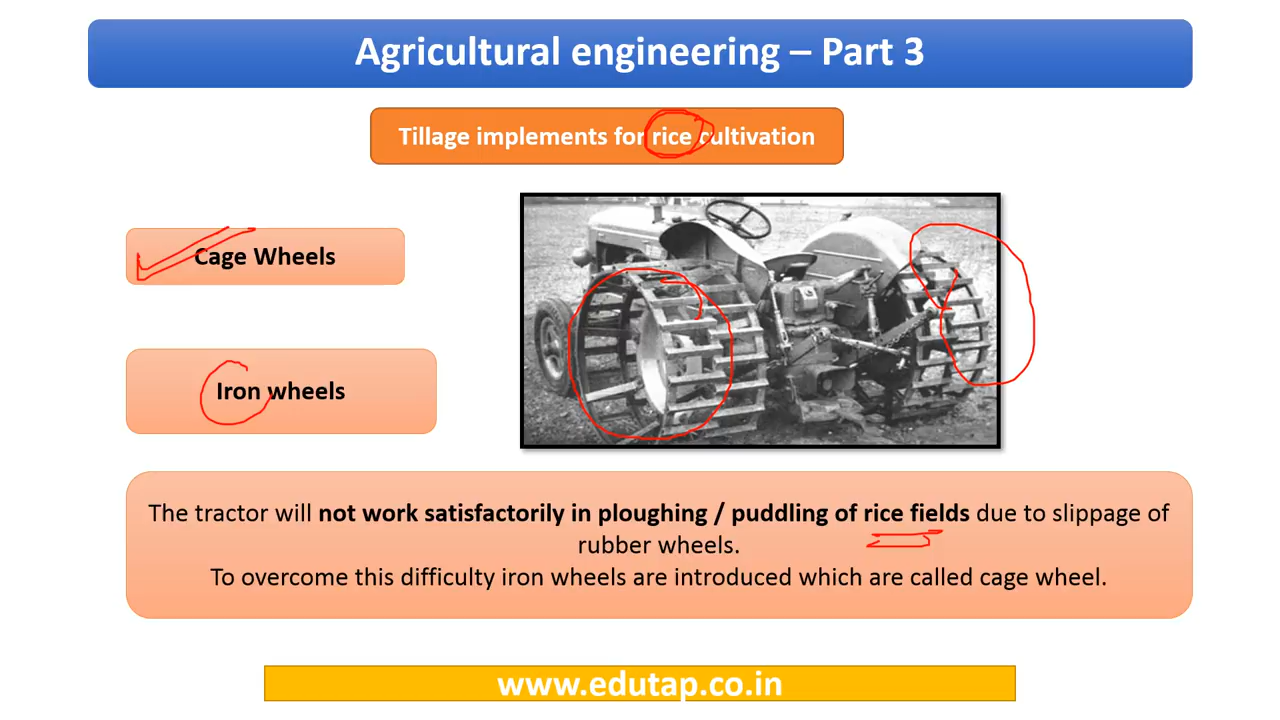 Agricultural engineering – Part 3
Tillage implements for rice cultivation
Cage Wheels
Iron wheels
The tractor will not work satisfactorily in ploughing / puddling of rice fields due to slippage of
rubber wheels.
To overcome this difficulty iron wheels are introduced which are called cage wheel.
www.edutap.co.in